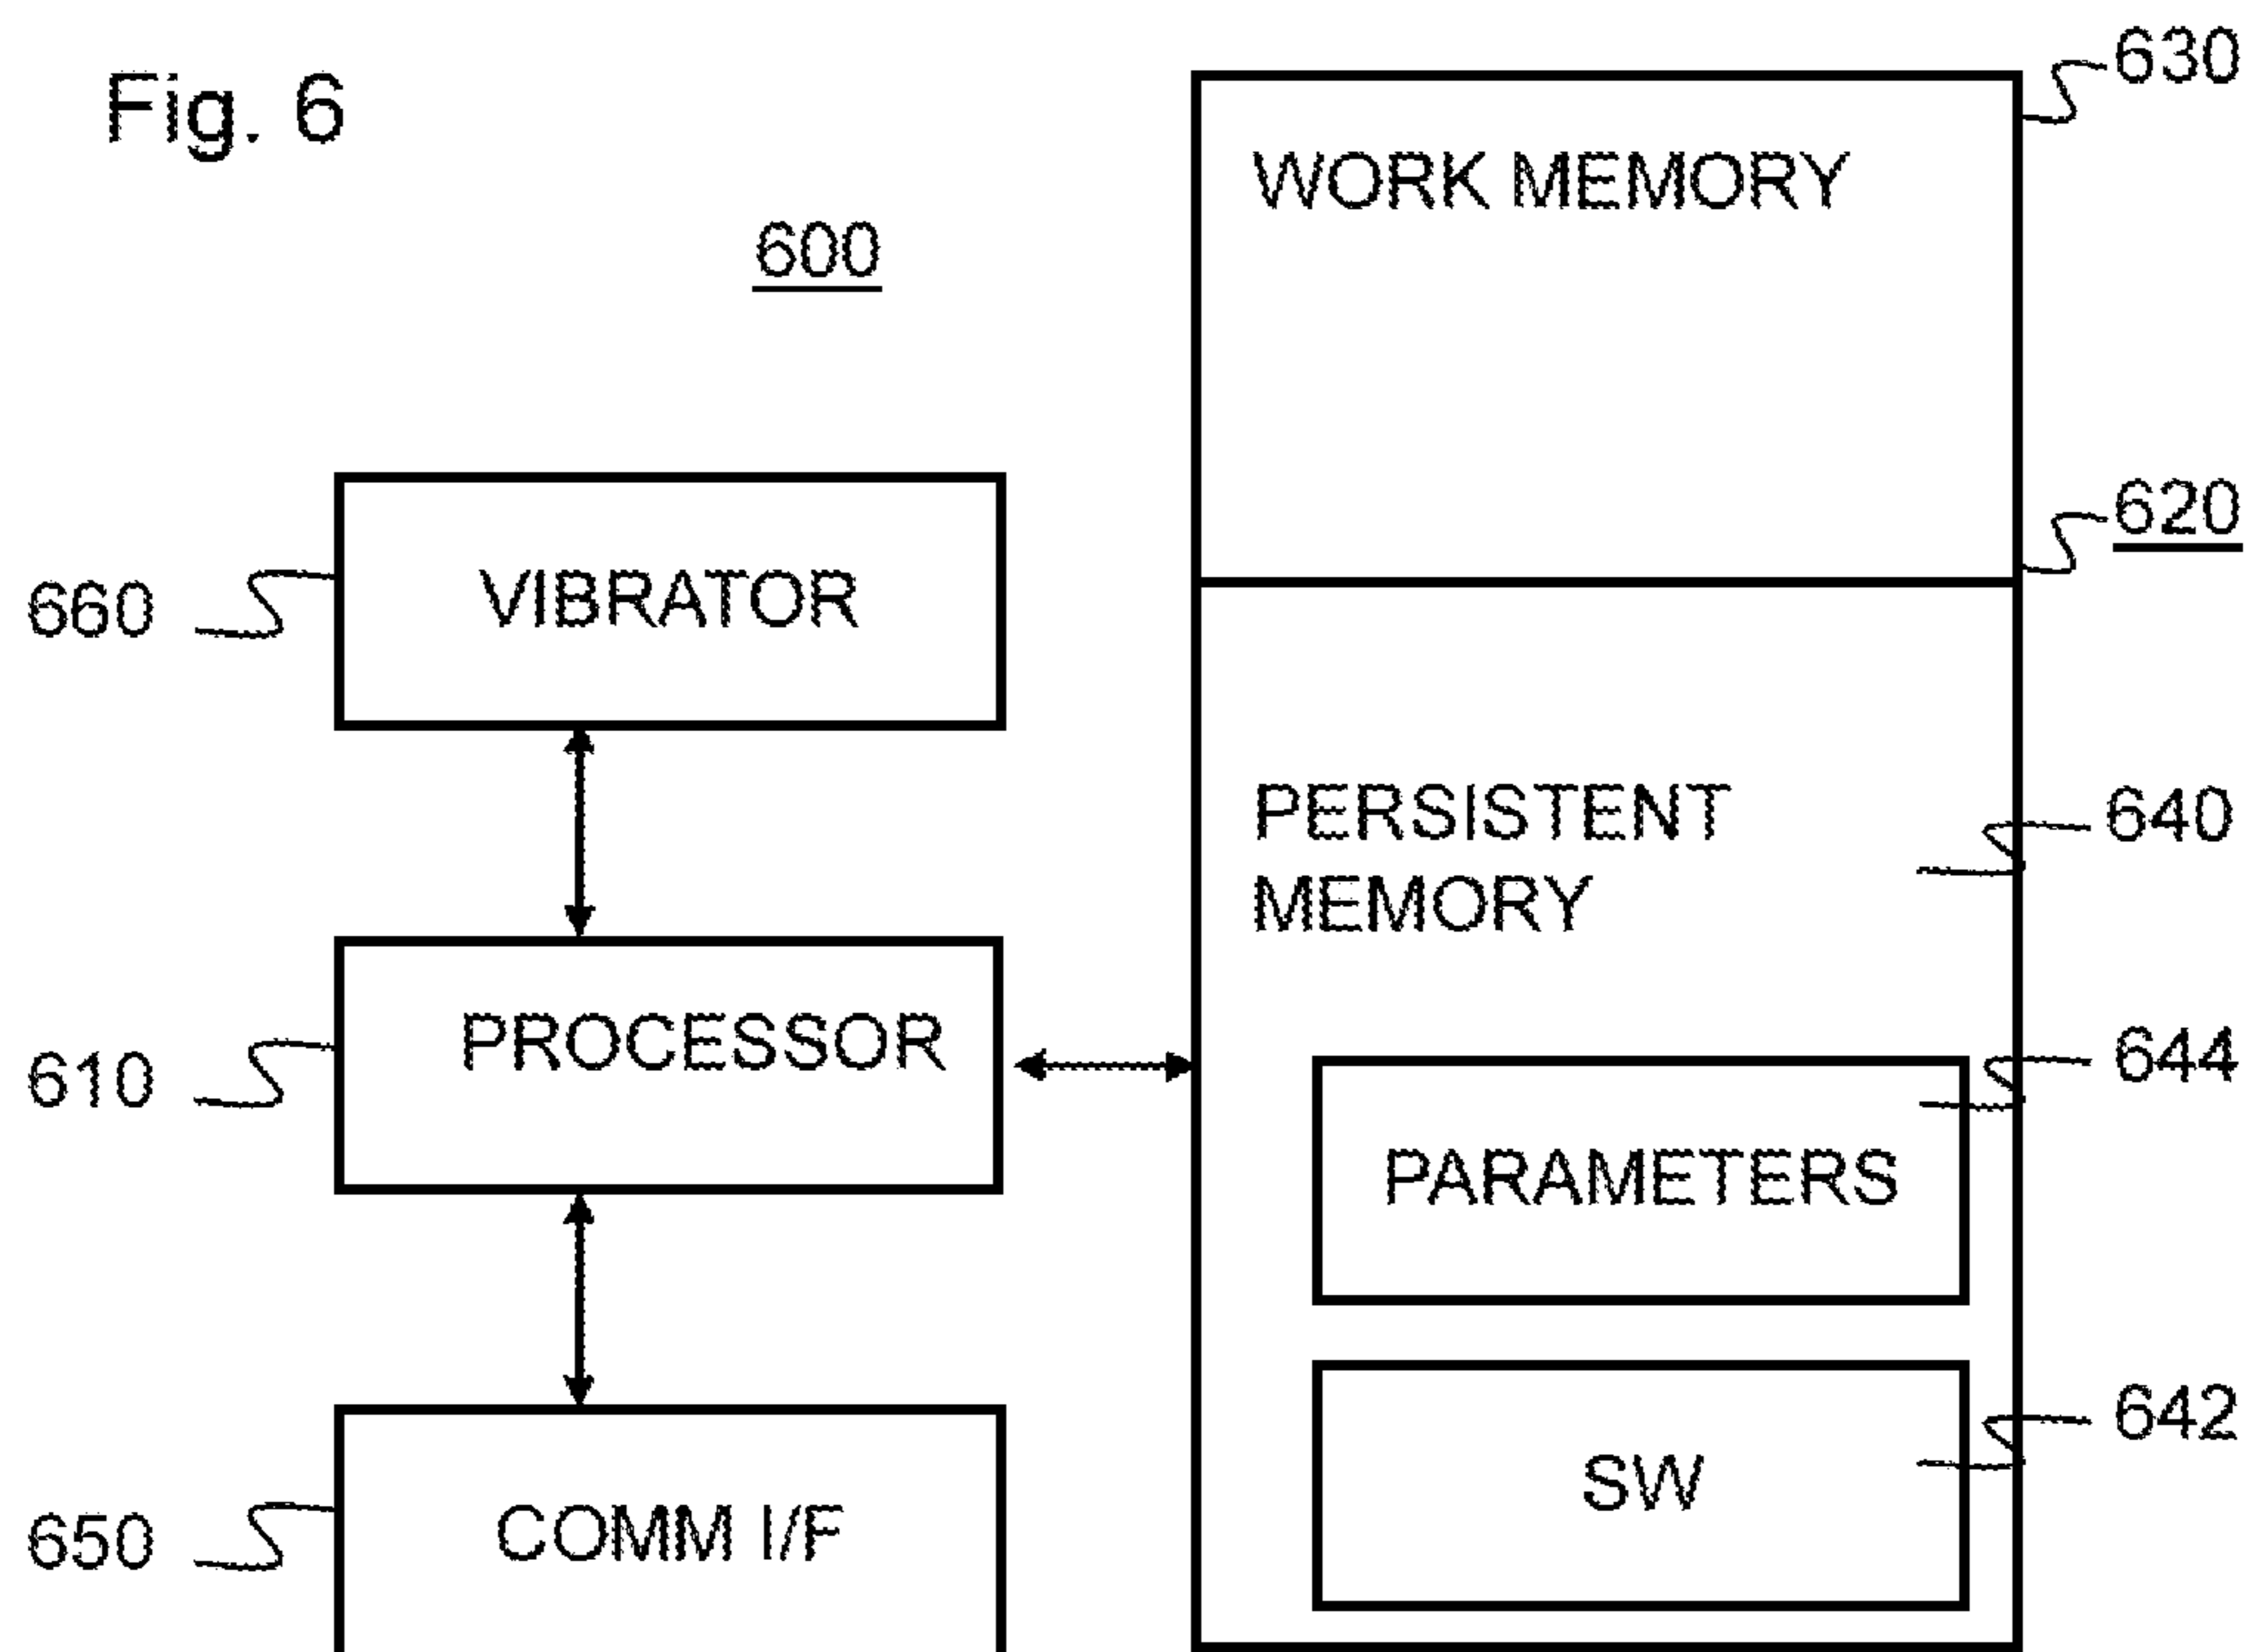 Fig. 6
600
630
WORK MEMORY
620
660
VIBRATOR
PERSISTENT
MEMORY
640
610
PROCESSOR
644
PARAMETERS
642
SW
650
COMM I/F